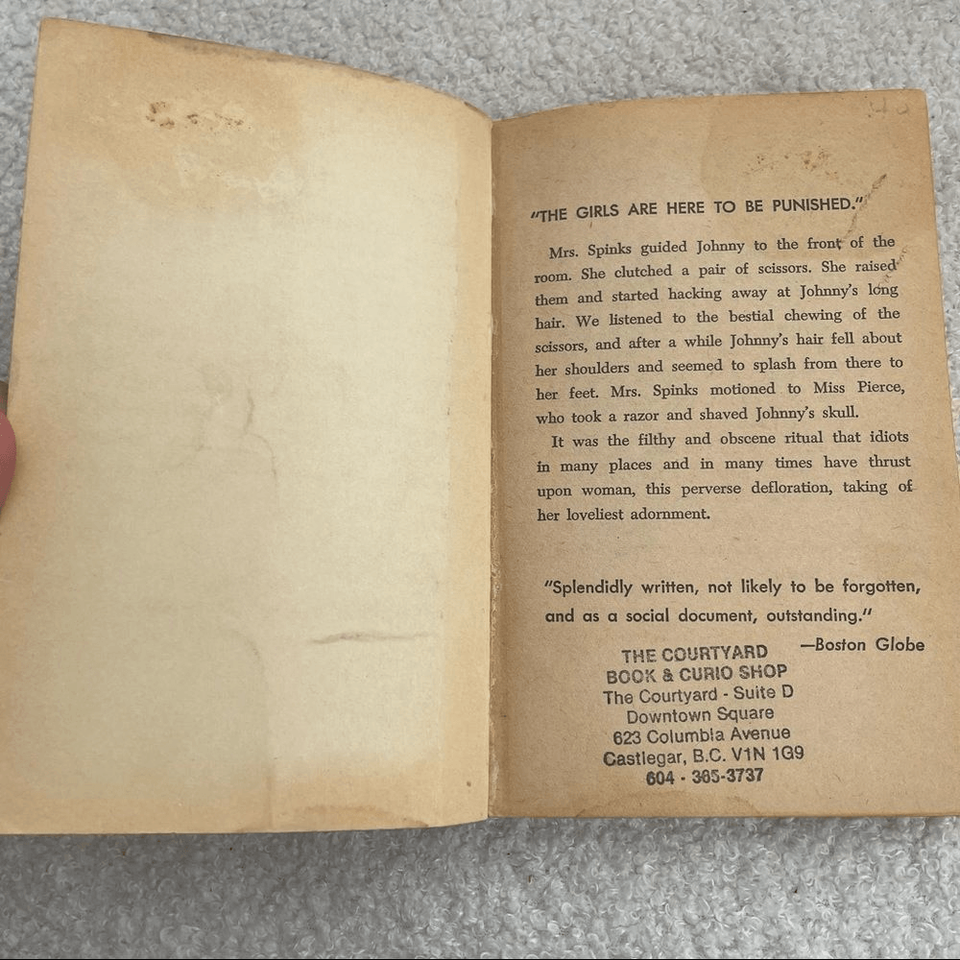 "THE GIRLS ARE HERE TO BE PUNISHED."
Mrs. Spinks guided Johnny to the front of the
room. She clutched a pair of scissors. She raised
them and started hacking away at Johnny's long
hair. We listened to the bestial chewing of the
scissors, and after a while Johnny's hair fell about
her shoulders and seemed to splash from there to
her feet. Mrs. Spinks motioned to Miss Pierce,
who took a razor and shaved Johnny's skull.
It was the filthy and obscene ritual that idiots
in many places and in many times have thrust
upon woman, this perverse defloration, taking of
her loveliest adornment.
"Splendidly written, not likely to be forgotten,
and as a social document, outstanding."
—Boston Globe
THE COURTYARD
BOOK & CURIO SHOP
The Courtyard - Suite D
Downtown Square
623 Columbia Avenue
Castlegar, B.C. V1N 1G9
604 - 365-3737